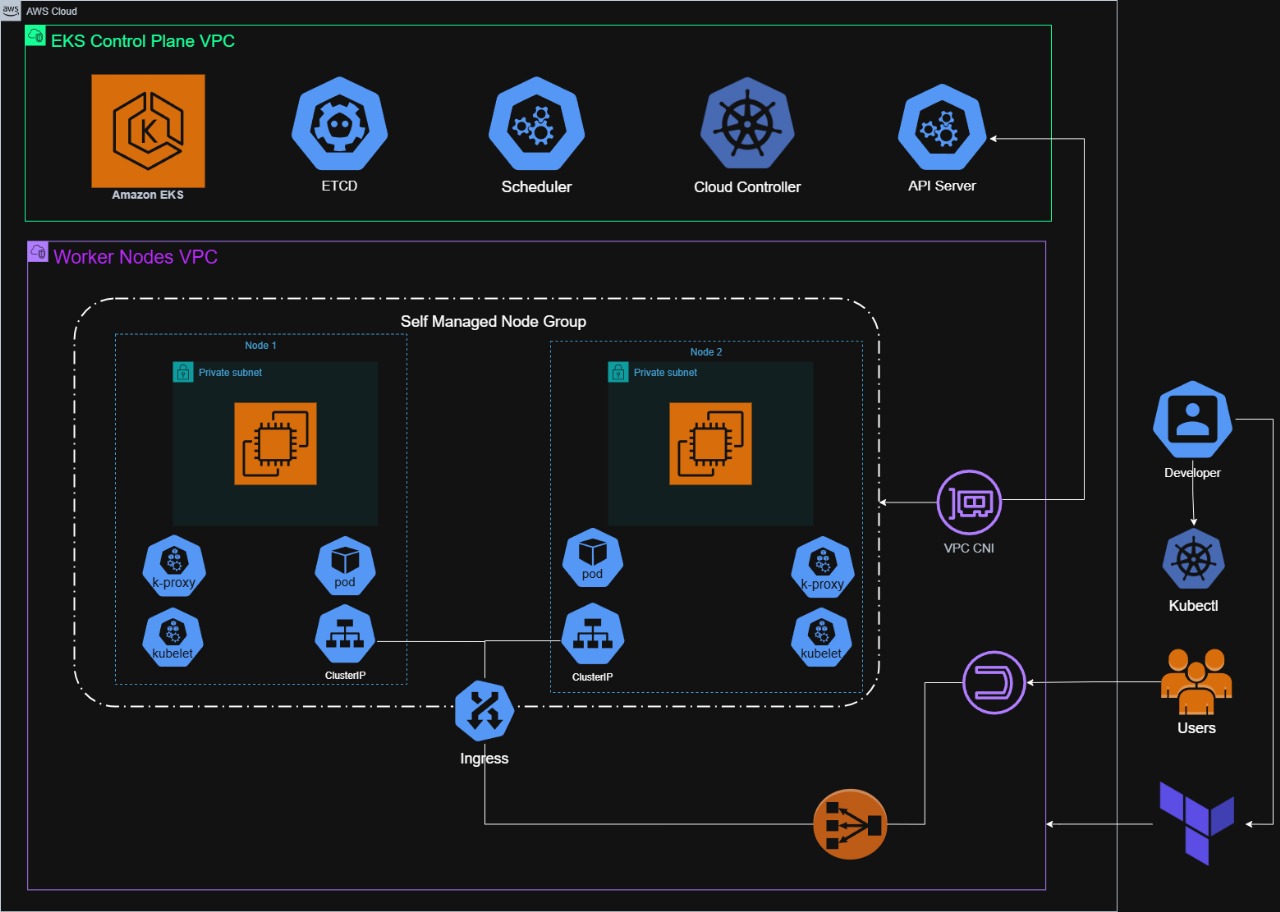 aws
AWS Cloud
EKS Control Plane VPC
K
Amazon EKS
ETCD
Scheduler
Cloud Controller
API Server
Worker Nodes VPC
Self Managed Node Group
Node 1
Private subnet
Node 2
Private subnet
k-proxy
pod
kubelet
ClusterIP
pod
k-proxy
ClusterIP
kubelet
VPC CNI
Developer
Kubectl
Users
Ingress